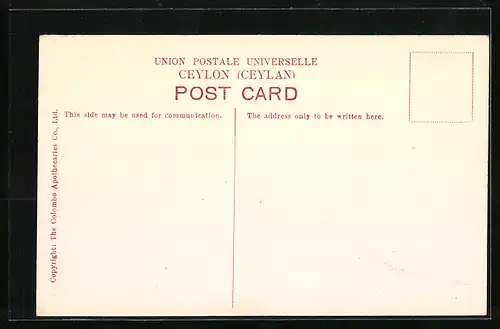 UNION POSTALE UNIVERSELLE
CEYLON (CEYLAN)
POST CARD
This side may be used for communication.
The address only to be written here.
Copyright: The Colombo Apothecaries Co., Ltd.